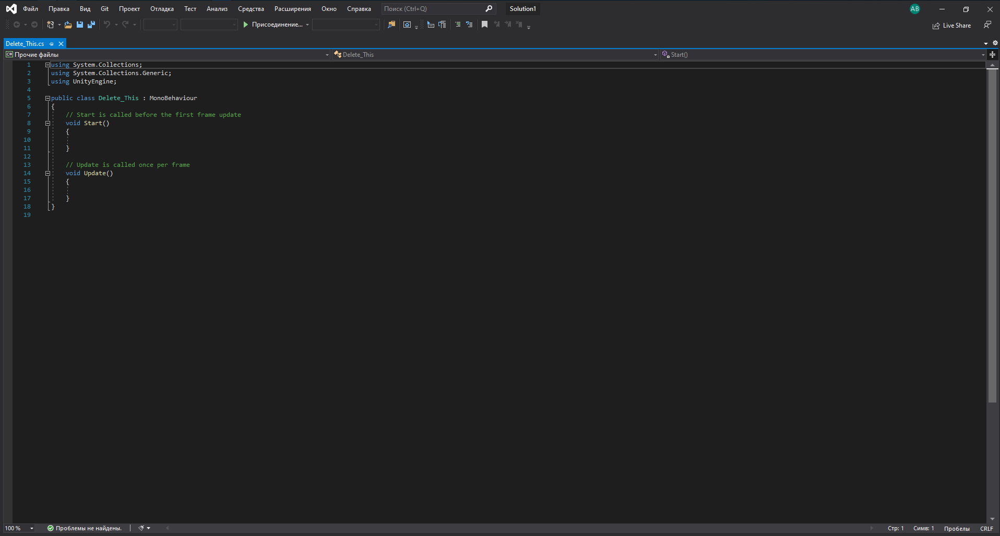 Файл Правка Вид Git Проект Отладка Тест Анализ Средства Расширения Окно Справка Поиск (Ctrl+Q) Solution1 AB
Присоединение... Live Share
Delete_This.cs
C# Прочие файлы Delete_This Start()
1 using System.Collections;
2 using System.Collections.Generic;
3 using UnityEngine;
4
5 public class Delete_This : MonoBehaviour
6 {
7 // Start is called before the first frame update
8 void Start()
9 {
10
11 }
12
13 // Update is called once per frame
14 void Update()
15 {
16
17 }
18 }
19
100 % Проблемы не найдены. Стр: 1 Симв: 1 Пробелы CRLF